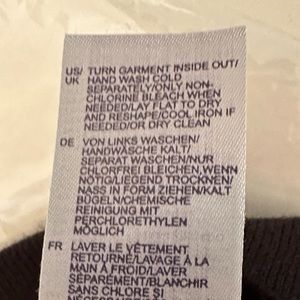 US/ TURN GARMENT INSIDE OUT/
UK HAND WASH COLD
SEPARATELY/ONLY NON-
CHLORINE BLEACH WHEN
NEEDED/LAY FLAT TO DRY
AND RESHAPE/COOL IRON IF
NEEDED/OR DRY CLEAN
DE VON LINKS WASCHEN/
HANDWÄSCHE KALT/
SEPARAT WASCHEN/NUR
CHLORFREI BLEICHEN,WENN
NÖTIG/LIEGEND TROCKNEN/
NASS IN FORM ZIEHEN/KALT
BÜGELN/CHEMISCHE
REINIGUNG MIT
PERCHLORETHYLEN
MÖGLICH
FR LAVER LE VÊTEMENT
RETOURNÉ/LAVAGE À LA
MAIN À FROID/LAVER
SÉPARÉMENT/BLANCHIR
SANS CHLORE SI